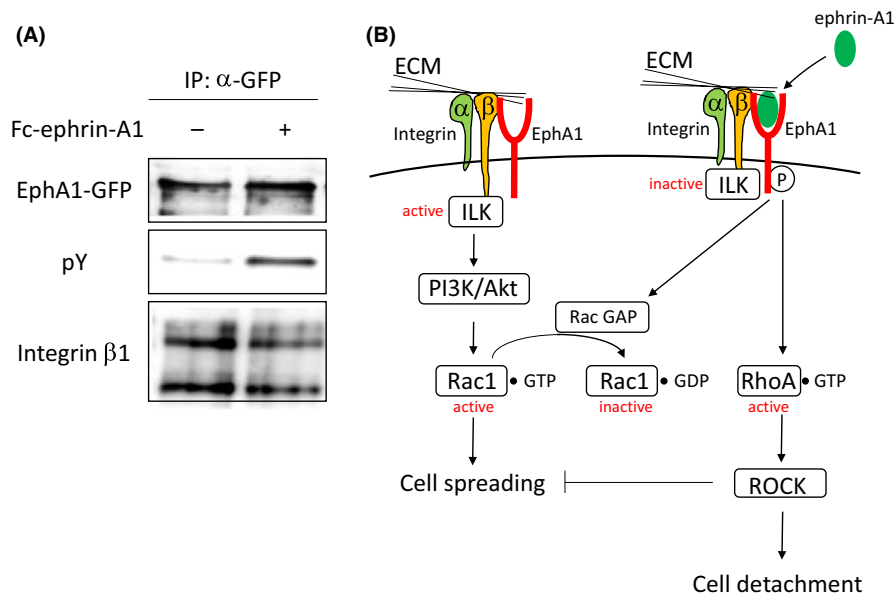 (A)
IP: α-GFP
Fc-ephrin-A1 – +
EphA1-GFP
pY
Integrin β1
(B)
ephrin-A1
ECM
α β
Integrin
EphA1
active
ILK
PI3K/Akt
Rac1 • GTP
active
Cell spreading
ECM
α β
Integrin
EphA1
inactive
ILK
P
Rac GAP
Rac1 • GDP
inactive
RhoA • GTP
active
ROCK
Cell detachment